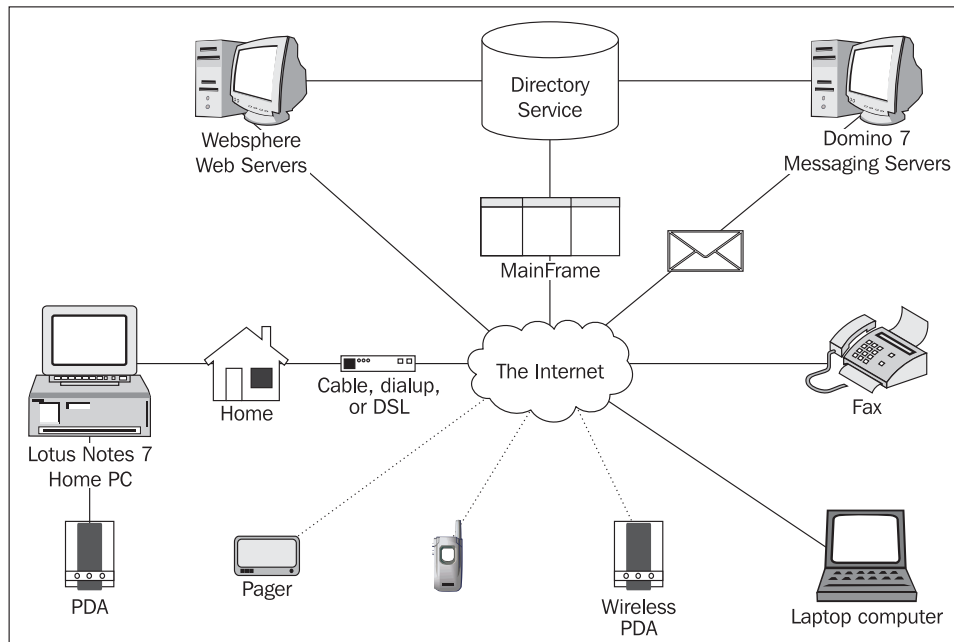 Directory
Service
Websphere
Web Servers
Domino 7
Messaging Servers
MainFrame
The Internet
Cable, dialup,
or DSL
Home
Fax
Lotus Notes 7
Home PC
PDA
Pager
Wireless
PDA
Laptop computer